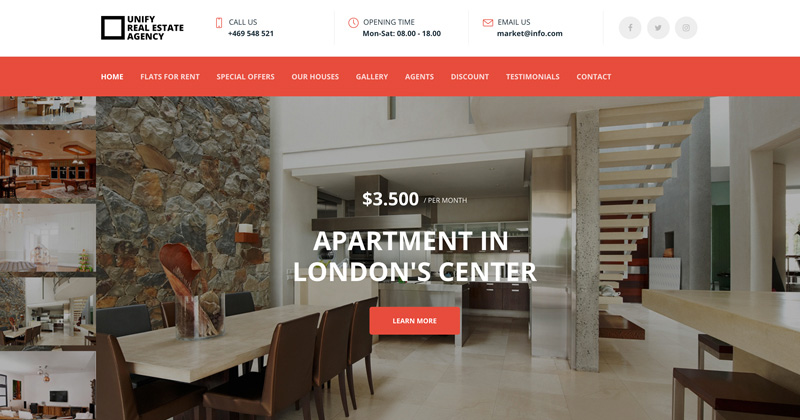 UNIFY
REAL ESTATE
AGENCY
CALL US
+469 548 521
OPENING TIME
Mon-Sat: 08.00 - 18.00
EMAIL US
market@info.com
HOME FLATS FOR RENT SPECIAL OFFERS OUR HOUSES GALLERY AGENTS DISCOUNT TESTIMONIALS CONTACT
$3.500 / PER MONTH
APARTMENT IN
LONDON'S CENTER
LEARN MORE